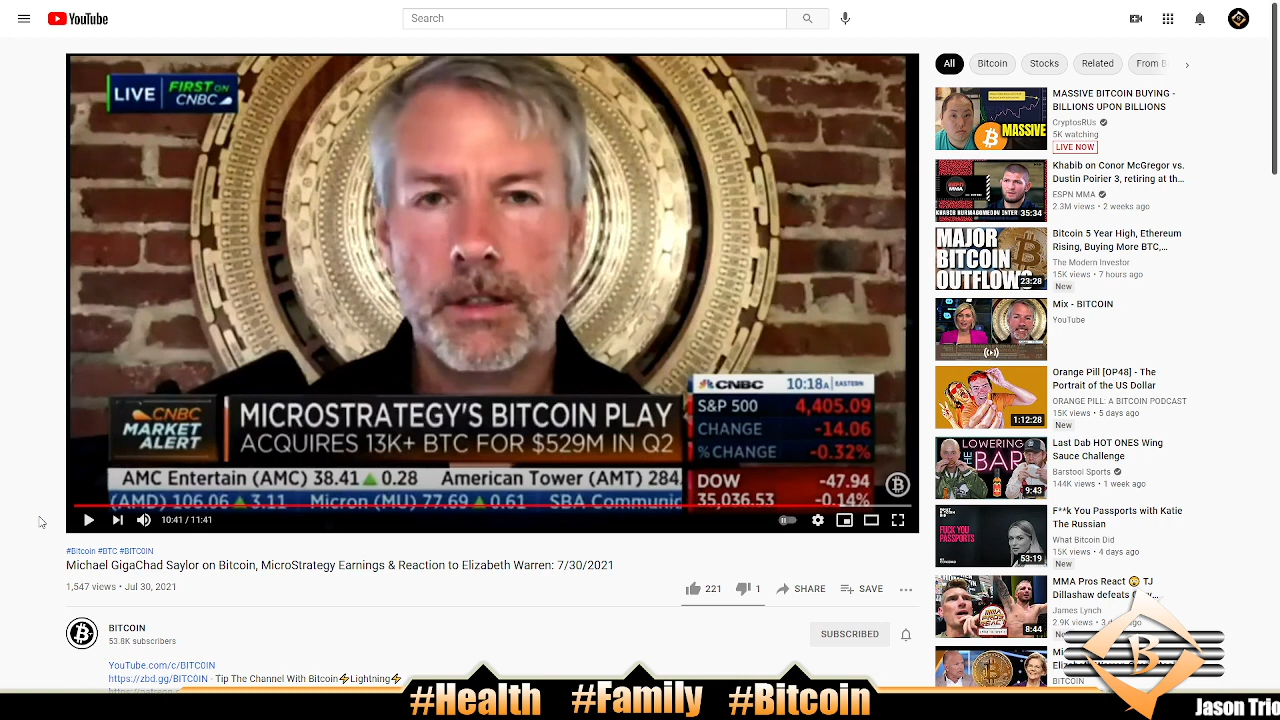 YouTube
Search
LIVE
FIRST ON
CNBC
CNBC
MARKET
ALERT
MICROSTRATEGY'S BITCOIN PLAY
ACQUIRES 13K+ BTC FOR $529M IN Q2
CNBC 10:18A EASTERN
S&P 500 4,405.09
CHANGE -14.06
% CHANGE -0.32%
DOW -47.94
35,036.53 -0.14%
AMC Entertain (AMC) 38.41 ▲ 0.28 American Tower (AMT) 284.
(AMD) 106.06 ▲ 3.11 Micron (MU) 77.69 ▲ 0.61 SBA Communic
10:41 / 11:41
#Bitcoin #BTC #BITCOIN
Michael GigaChad Saylor on Bitcoin, MicroStrategy Earnings & Reaction to Elizabeth Warren: 7/30/2021
1,547 views • Jul 30, 2021
221
1
SHARE
SAVE
BITCOIN
53.8K subscribers
SUBSCRIBED
YouTube.com/c/BITCOIN
https://zbd.gg/BITCOIN - Tip The Channel With Bitcoin⚡Lightning⚡
All
Bitcoin
Stocks
Related
From B
MASSIVE
MASSIVE BITCOIN BUYING -
BILLIONS UPON BILLIONS
CryptosRUs
5K watching
LIVE NOW
35:34
Khabib on Conor McGregor vs.
Dustin Poirier 3, retiring at th...
ESPN MMA
2.3M views • 2 weeks ago
MAJOR
BITCOIN
OUTFLOWS
23:28
Bitcoin 5 Year High, Ethereum
Rising, Buying More BTC,...
The Modern Investor
15K views • 7 hours ago
New
Mix - BITCOIN
YouTube
1:12:28
Orange Pill [OP48] - The
Portrait of the US Dollar
ORANGE PILL: A BITCOIN PODCAST
15K views • 5 days ago
New
LOWERING
THE BAR
9:43
Last Dab HOT ONES Wing
Sauce Challenge
Barstool Sports
144K views • 1 week ago
FUCK YOU
PASSPORTS
53:19
F**k You Passports with Katie
The Russian
What Bitcoin Did
15K views • 4 days ago
New
8:44
MMA Pros React 😱 TJ
Dillashaw defeats
James Lynch
2.9K views •
BITCOIN
#Health
#Family
#Bitcoin
B
Jason Trio